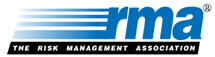 rma®
THE RISK MANAGEMENT ASSOCIATION